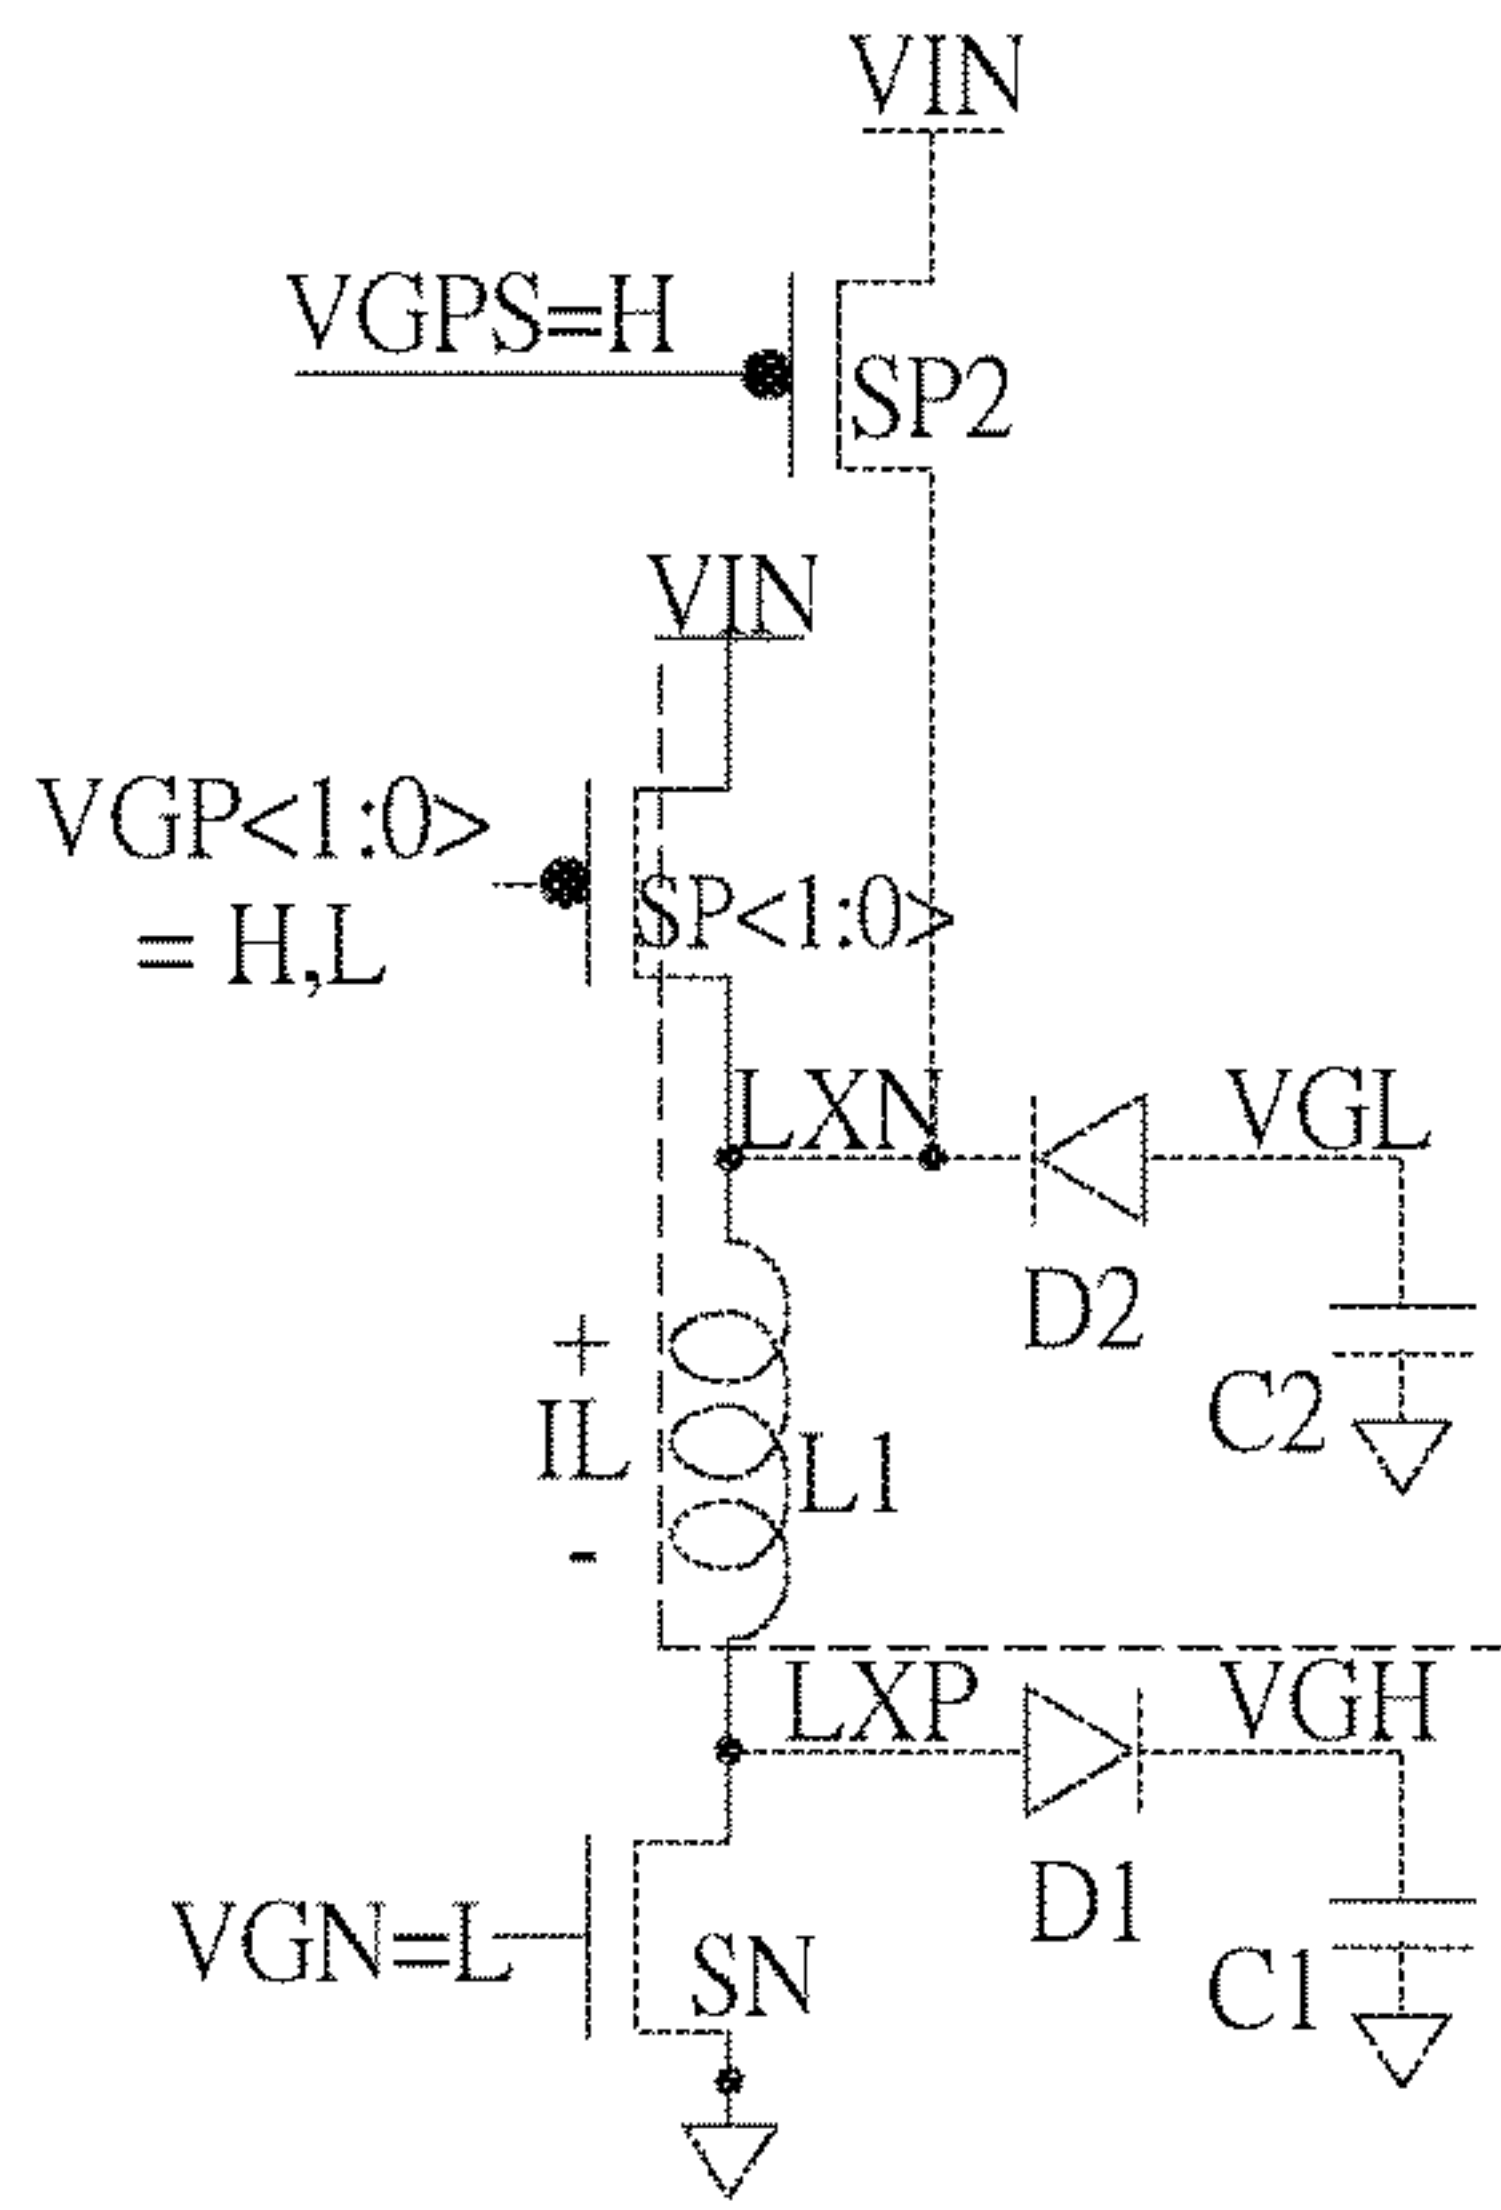 VIN
VGPS=H
SP2
VIN
VGP<1:0>
= H,L
SP<1:0>
LXN
VGL
D2
C2
+
IL
-
L1
LXP
VGH
D1
C1
VGN=L
SN